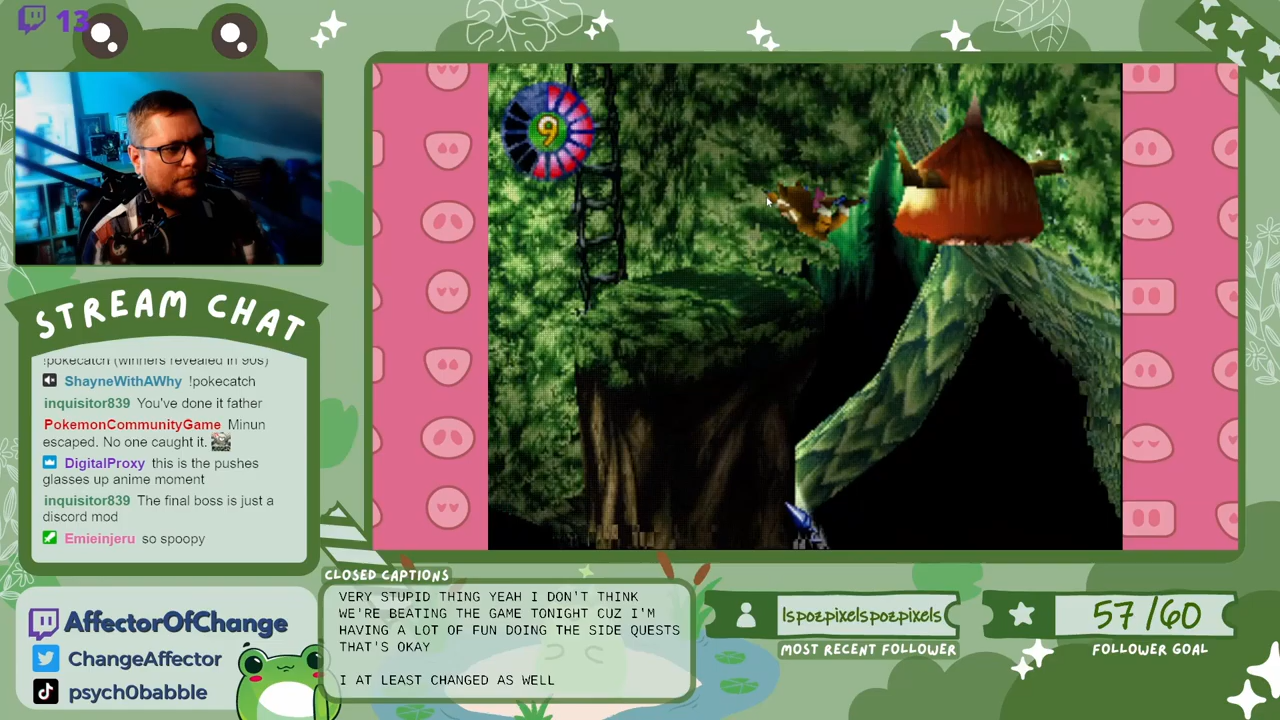 13
9
STREAM CHAT
!pokecatch (winners revealed in 90s)
ShayneWithAWhy !pokecatch
inquisitor839 You've done it father
PokemonCommunityGame Minun
escaped. No one caught it.
DigitalProxy this is the pushes
glasses up anime moment
inquisitor839 The final boss is just a
discord mod
Emieinjeru so spoopy
AffectorOfChange
ChangeAffector
psych0babble
CLOSED CAPTIONS
VERY STUPID THING YEAH I DON'T THINK
WE'RE BEATING THE GAME TONIGHT CUZ I'M
HAVING A LOT OF FUN DOING THE SIDE QUESTS
THAT'S OKAY
I AT LEAST CHANGED AS WELL
lspozpixelspozpixels
MOST RECENT FOLLOWER
57/60
FOLLOWER GOAL